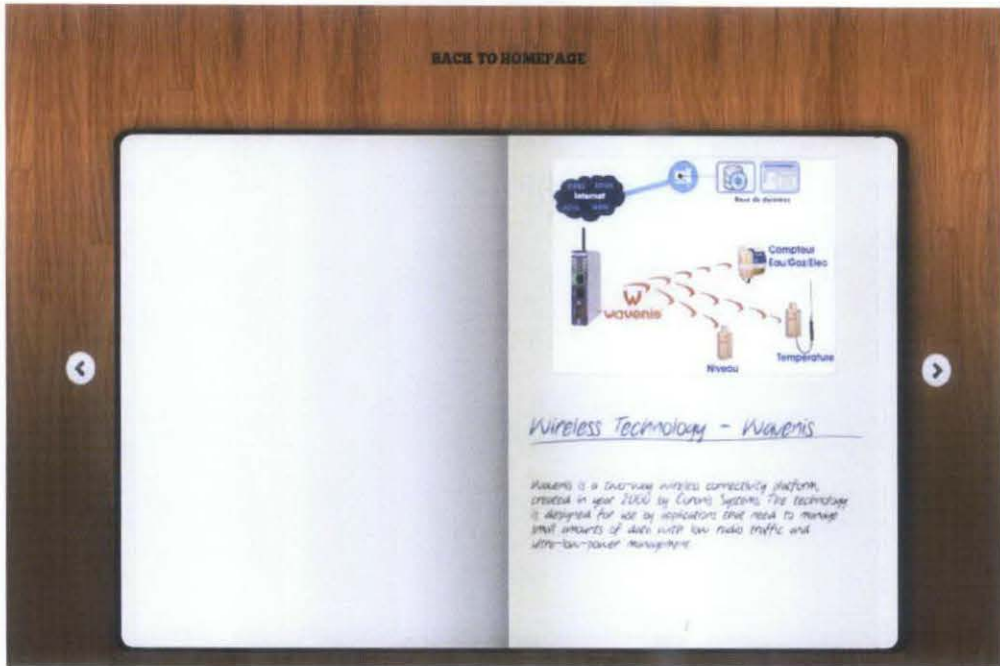 BACK TO HOMEPAGE
Internet
Base de données
Compteur
Eau/Gaz/Elec
wavenis
Température
Niveau
Wireless Technology - Wavenis
Wavenis is a two-way wireless connectivity platform,
created in year 2000 by Coronis Systems. The technology
is designed for use by applications that need to manage
small amounts of data with low radio traffic and
ultra-low-power management.